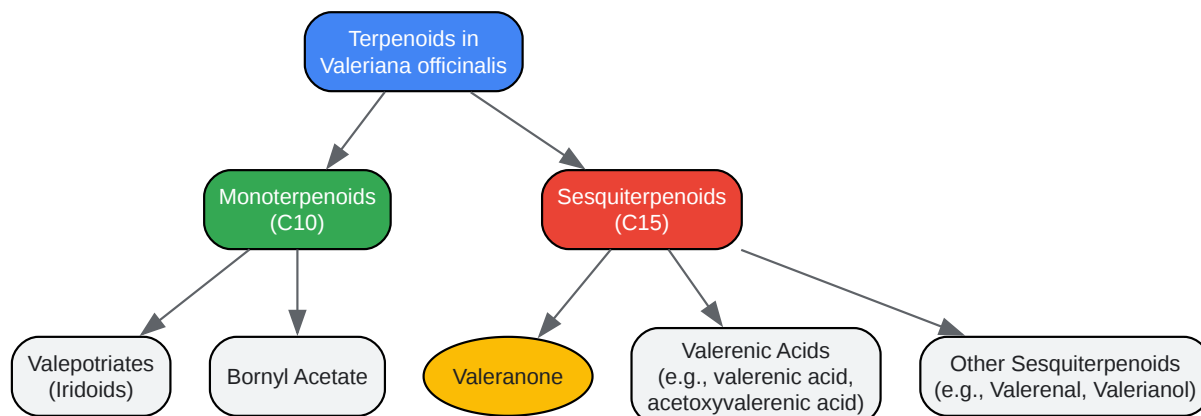 Terpenoids in
Valeriana officinalis
Monoterpenoids
(C10)
Sesquiterpenoids
(C15)
Valepotriates
(Iridoids)
Bornyl Acetate
Valeranone
Valerenic Acids
(e.g., valerenic acid,
acetoxyvalerenic acid)
Other Sesquiterpenoids
(e.g., Valerenal, Valerianol)